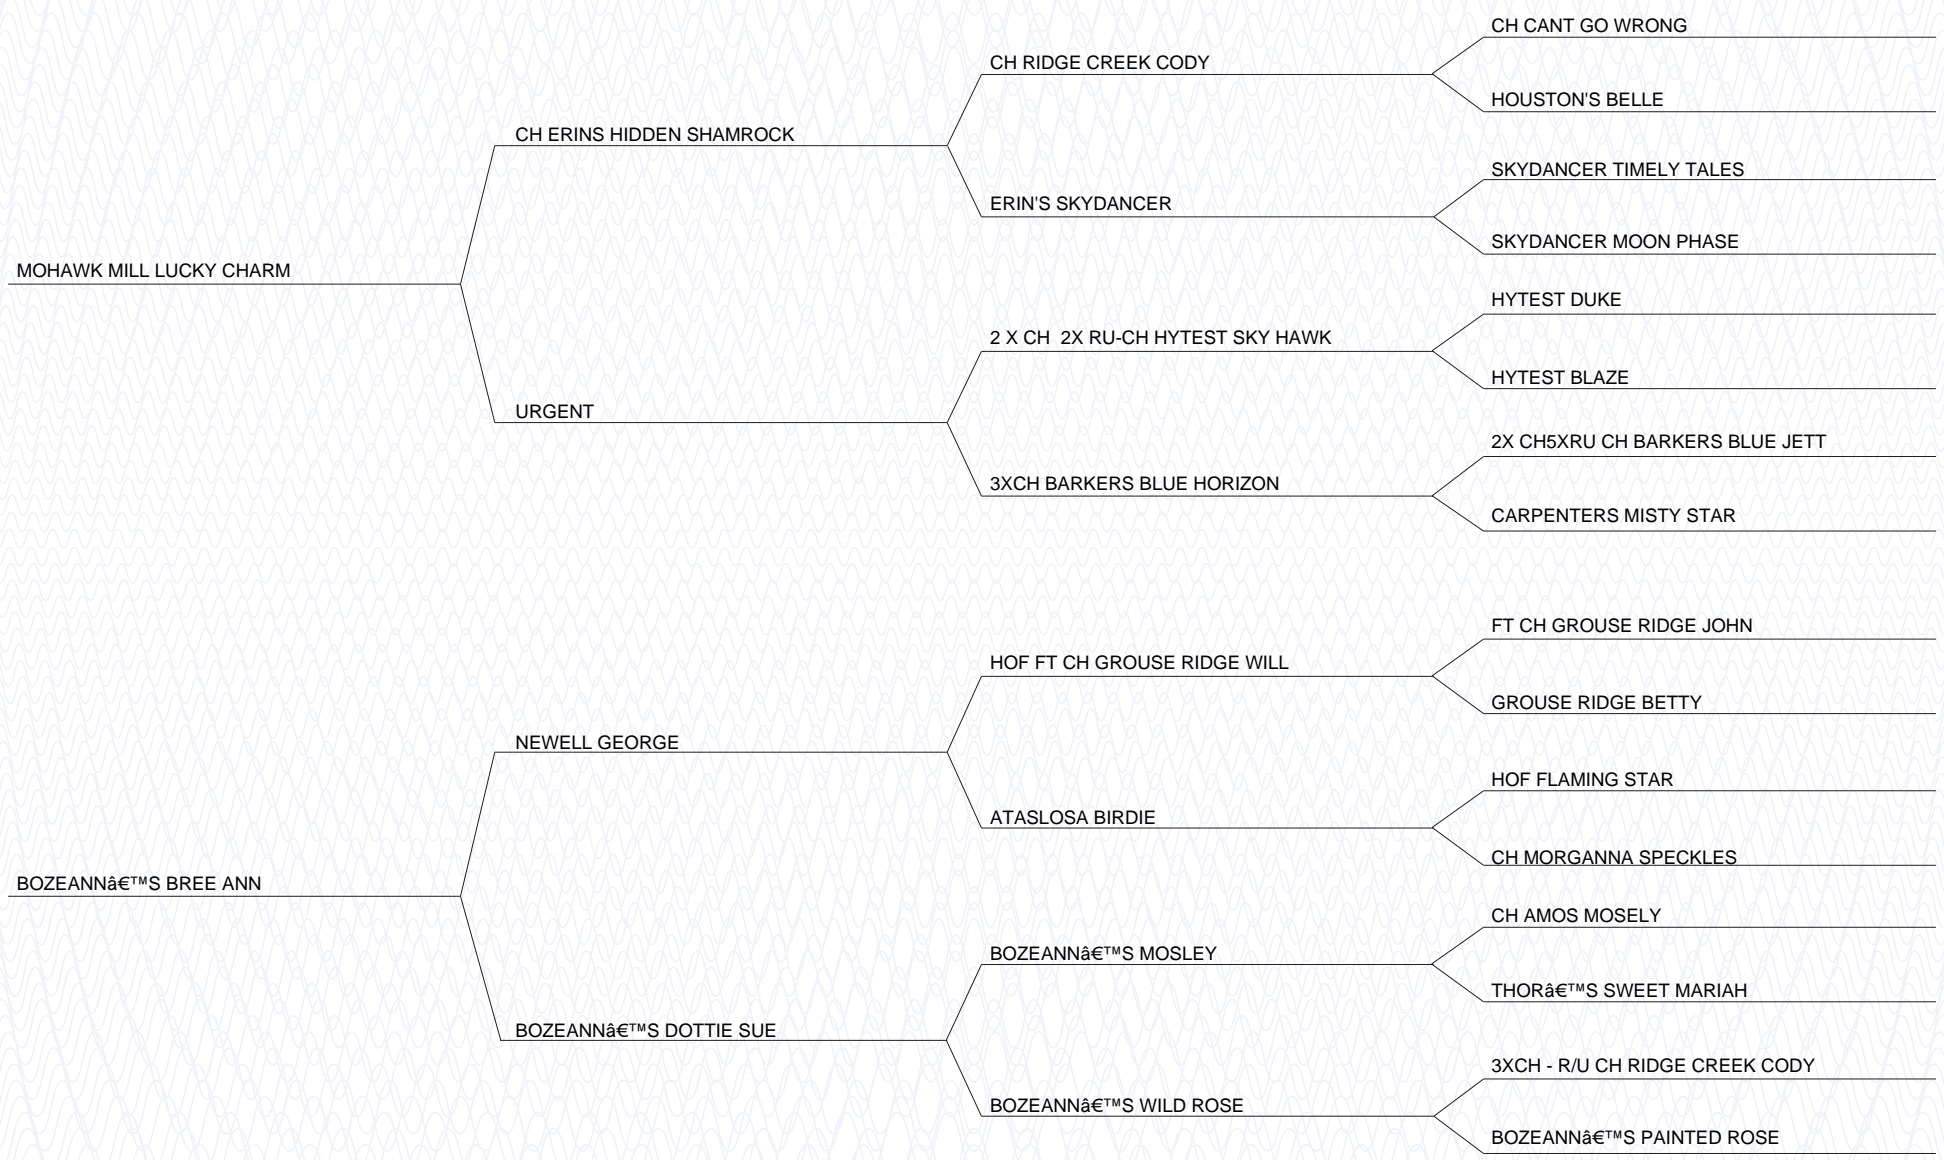 CH CANT GO WRONG
CH RIDGE CREEK CODY
HOUSTON'S BELLE
CH ERINS HIDDEN SHAMROCK
SKYDANCER TIMELY TALES
ERIN'S SKYDANCER
SKYDANCER MOON PHASE
MOHAWK MILL LUCKY CHARM
HYTEST DUKE
2 X CH  2X RU-CH HYTEST SKY HAWK
HYTEST BLAZE
URGENT
2X CH5XRU CH BARKERS BLUE JETT
3XCH BARKERS BLUE HORIZON
CARPENTERS MISTY STAR
FT CH GROUSE RIDGE JOHN
HOF FT CH GROUSE RIDGE WILL
GROUSE RIDGE BETTY
NEWELL GEORGE
HOF FLAMING STAR
ATASLOSA BIRDIE
CH MORGANNA SPECKLES
BOZEANNâ€™S BREE ANN
CH AMOS MOSELY
BOZEANNâ€™S MOSLEY
THORâ€™S SWEET MARIAH
BOZEANNâ€™S DOTTIE SUE
3XCH - R/U CH RIDGE CREEK CODY
BOZEANNâ€™S WILD ROSE
BOZEANNâ€™S PAINTED ROSE